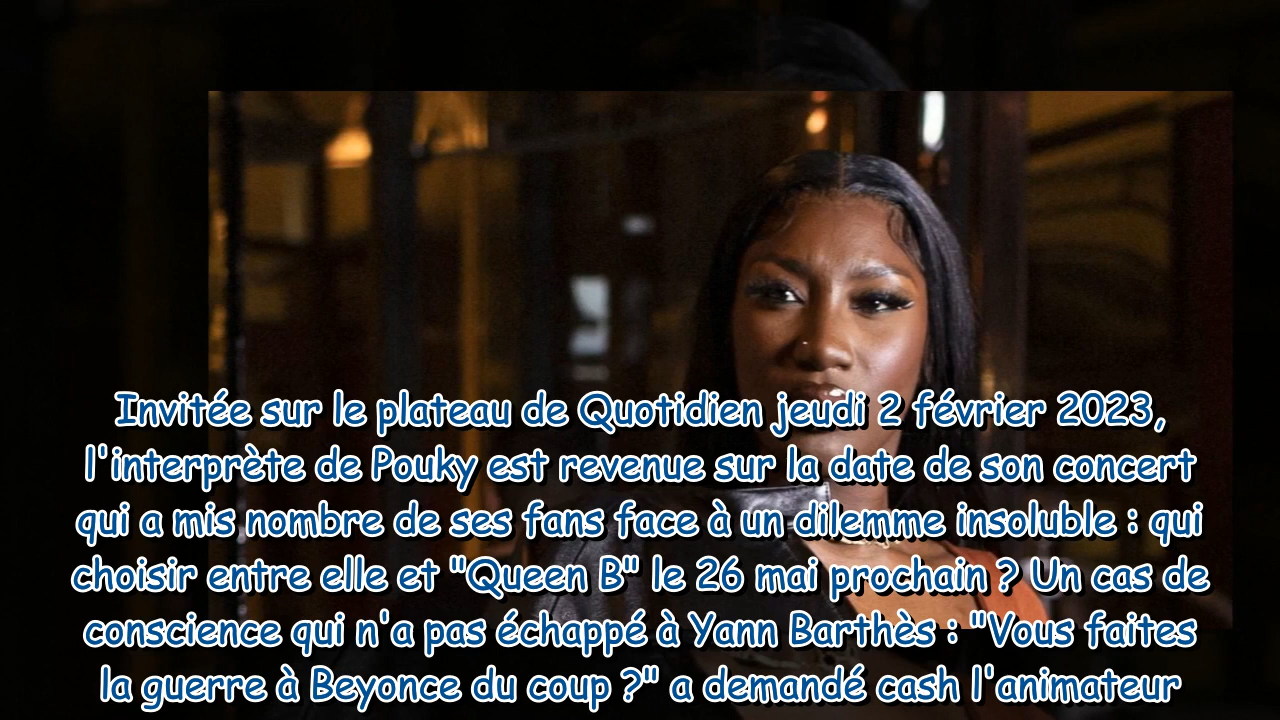 Invitée sur le plateau de Quotidien jeudi 2 février 2023,
l'interprète de Pouky est revenue sur la date de son concert
qui a mis nombre de ses fans face à un dilemme insoluble : qui
choisir entre elle et "Queen B" le 26 mai prochain ? Un cas de
conscience qui n'a pas échappé à Yann Barthès : "Vous faites
la guerre à Beyonce du coup ?" a demandé cash l'animateur